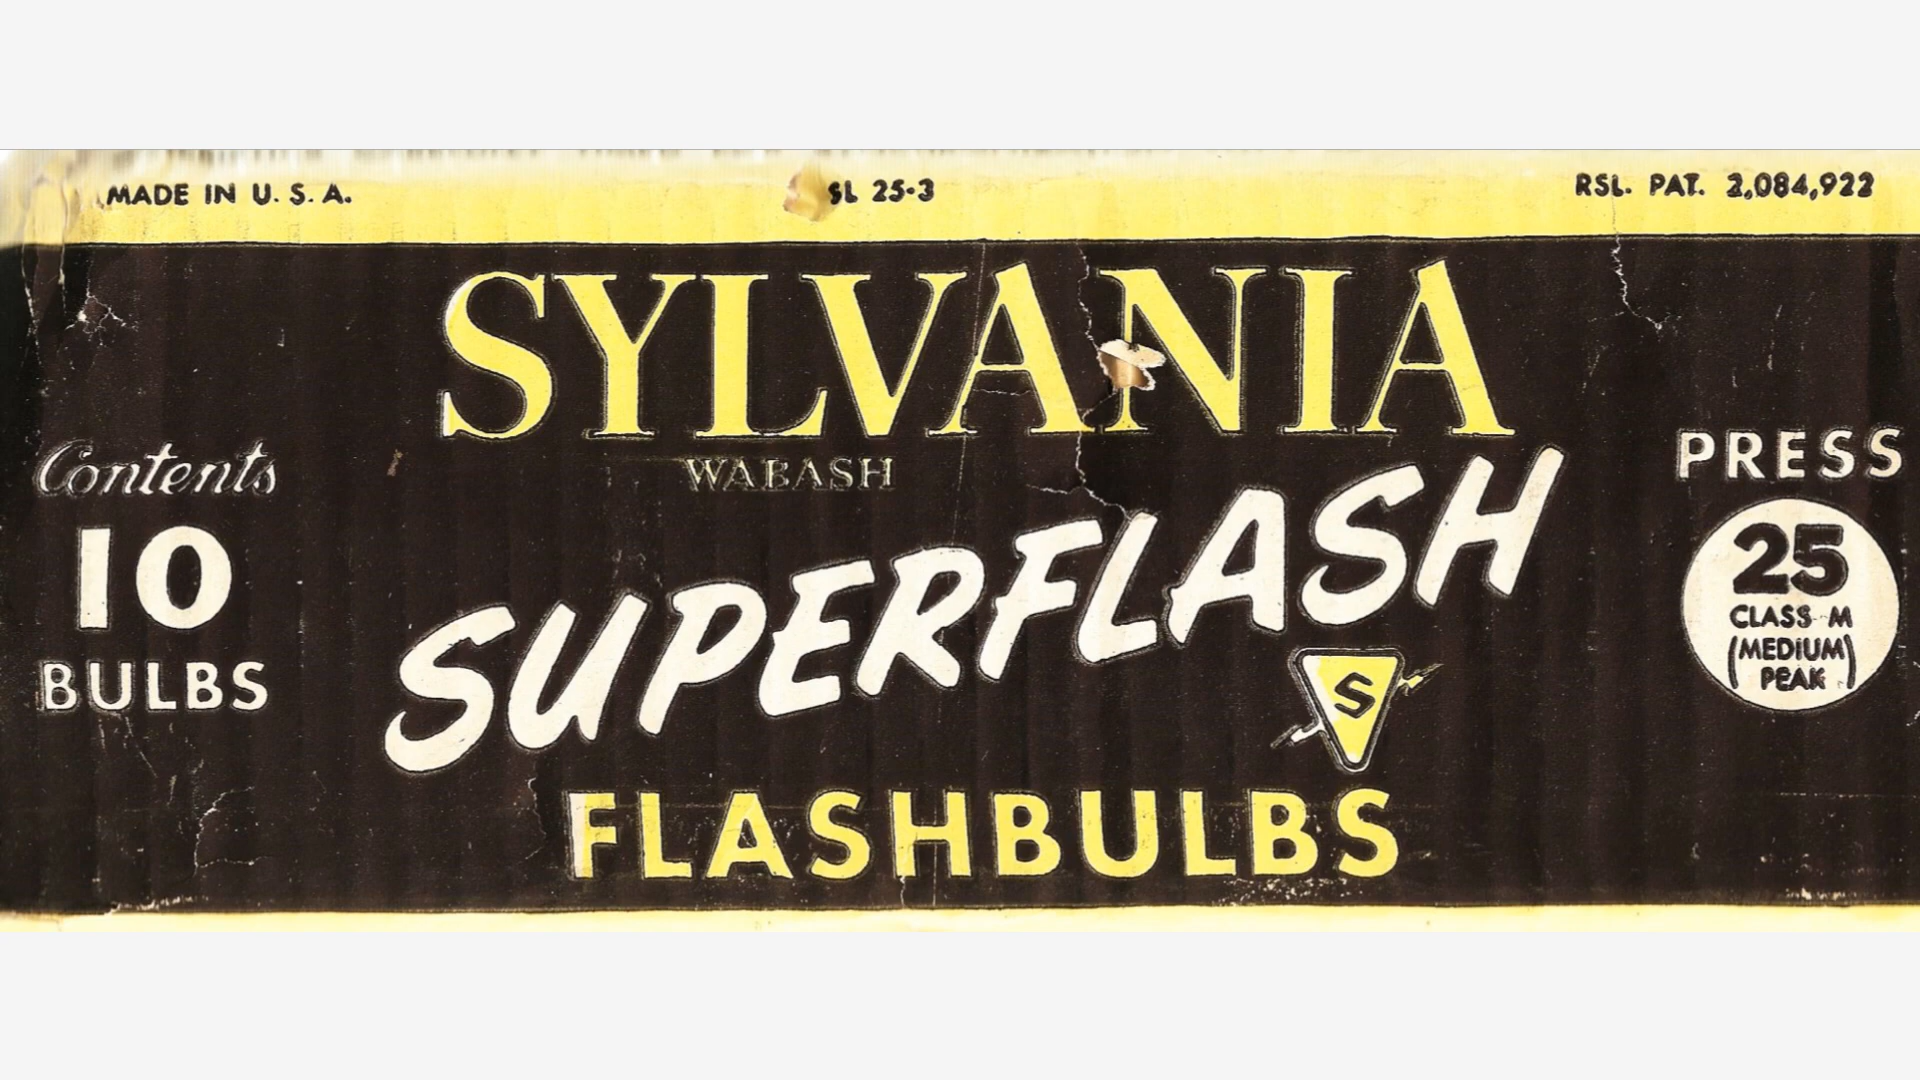 MADE IN U. S. A.
SL 25-3
RSL. PAT. 2,084,922
SYLVANIA
WABASH
SUPERFLASH
S
FLASHBULBS
Contents
10
BULBS
PRESS
25
CLASS-M
(MEDIUM
PEAK)